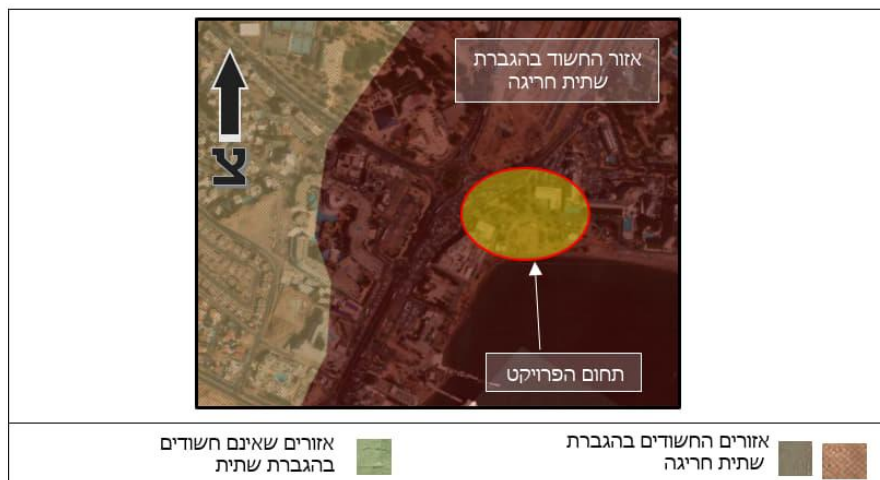 אזור החשוד בהגברת
שתית חריגה
צ
תחום הפרויקט
אזורים החשודים בהגברת
שתית חריגה
אזורים שאינם חשודים
בהגברת שתית